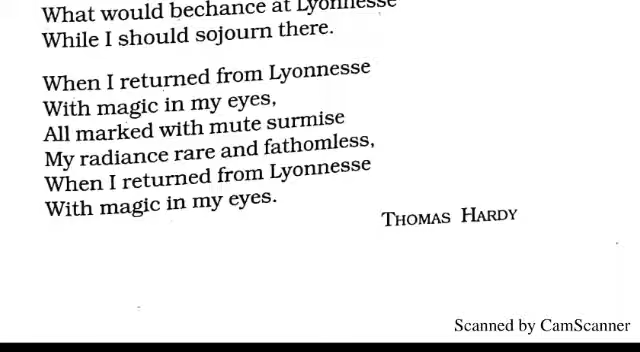 What would bechance at Lyonnesse
While I should sojourn there.
When I returned from Lyonnesse
With magic in my eyes,
All marked with mute surmise
My radiance rare and fathomless,
When I returned from Lyonnesse
With magic in my eyes.
THOMAS HARDY
Scanned by CamScanner